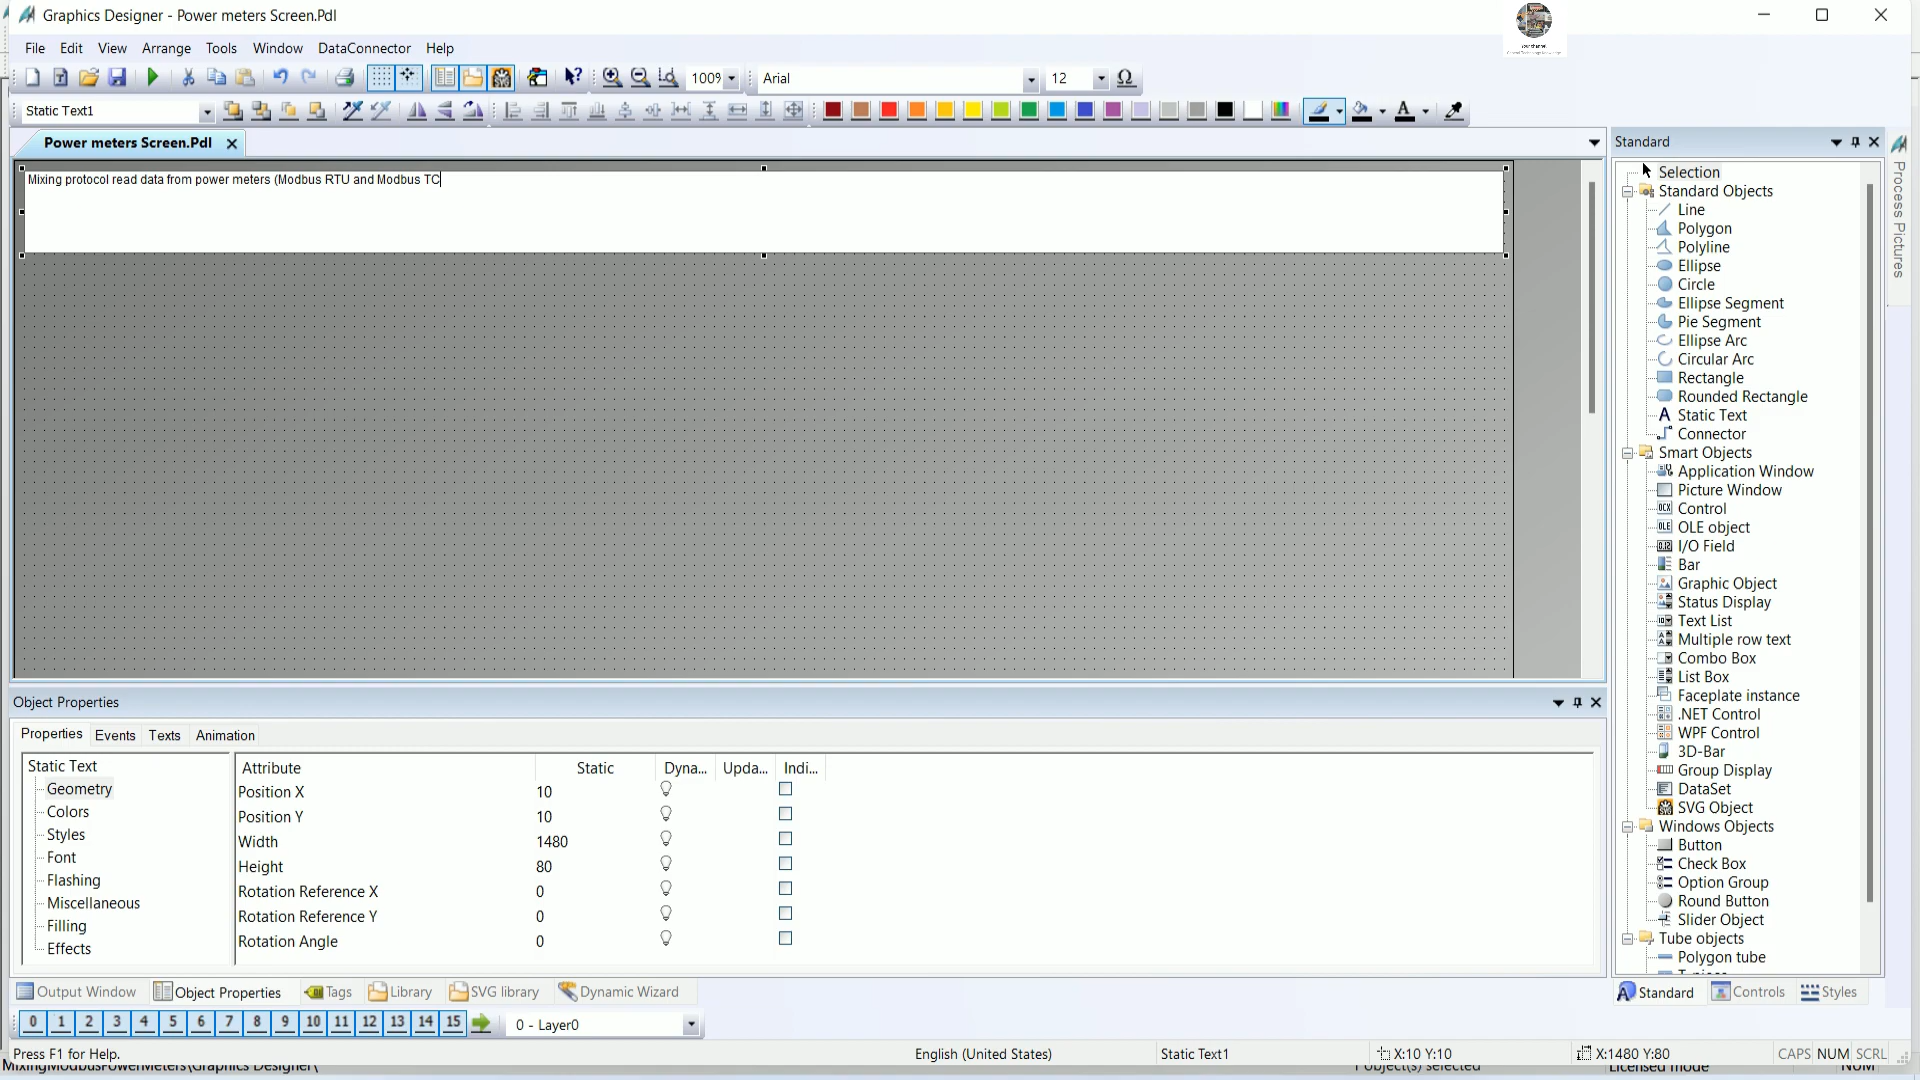 Graphics Designer - Power meters Screen.Pdl
File Edit View Arrange Tools Window DataConnector Help
100% Arial 12
Static Text1
Power meters Screen.Pdl
Mixing protocol read data from power meters (Modbus RTU and Modbus TC
Standard
Selection
Standard Objects
Line
Polygon
Polyline
Ellipse
Circle
Ellipse Segment
Pie Segment
Ellipse Arc
Circular Arc
Rectangle
Rounded Rectangle
Static Text
Connector
Smart Objects
Application Window
Picture Window
Control
OLE object
I/O Field
Bar
Graphic Object
Status Display
Text List
Multiple row text
Combo Box
List Box
Faceplate instance
.NET Control
WPF Control
3D-Bar
Group Display
DataSet
SVG Object
Windows Objects
Button
Check Box
Option Group
Round Button
Slider Object
Tube objects
Polygon tube
Process Pictures
Standard Controls Styles
Object Properties
Properties Events Texts Animation
Static Text
Geometry
Colors
Styles
Font
Flashing
Miscellaneous
Filling
Effects
Attribute Static Dyna... Upda... Indi...
Position X 10
Position Y 10
Width 1480
Height 80
Rotation Reference X 0
Rotation Reference Y 0
Rotation Angle 0
Output Window Object Properties Tags Library SVG library Dynamic Wizard
0 1 2 3 4 5 6 7 8 9 10 11 12 13 14 15 0 - Layer0
Press F1 for Help. English (United States) Static Text1 X:10 Y:10 X:1480 Y:80 CAPS NUM SCRL